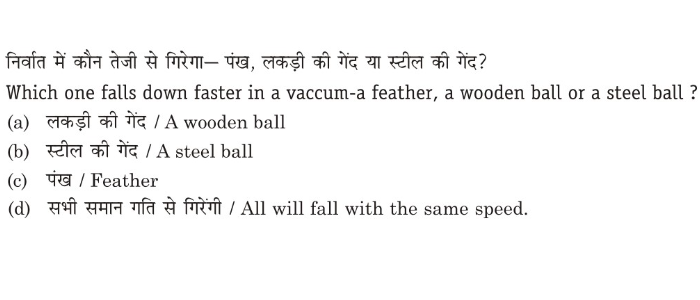 निर्वात में कौन तेजी से गिरेगा— पंख, लकड़ी की गेंद या स्टील की गेंद?
Which one falls down faster in a vaccum-a feather, a wooden ball or a steel ball ?
(a) लकड़ी की गेंद / A wooden ball
(b) स्टील की गेंद / A steel ball
(c) पंख / Feather
(d) सभी समान गति से गिरेंगी / All will fall with the same speed.